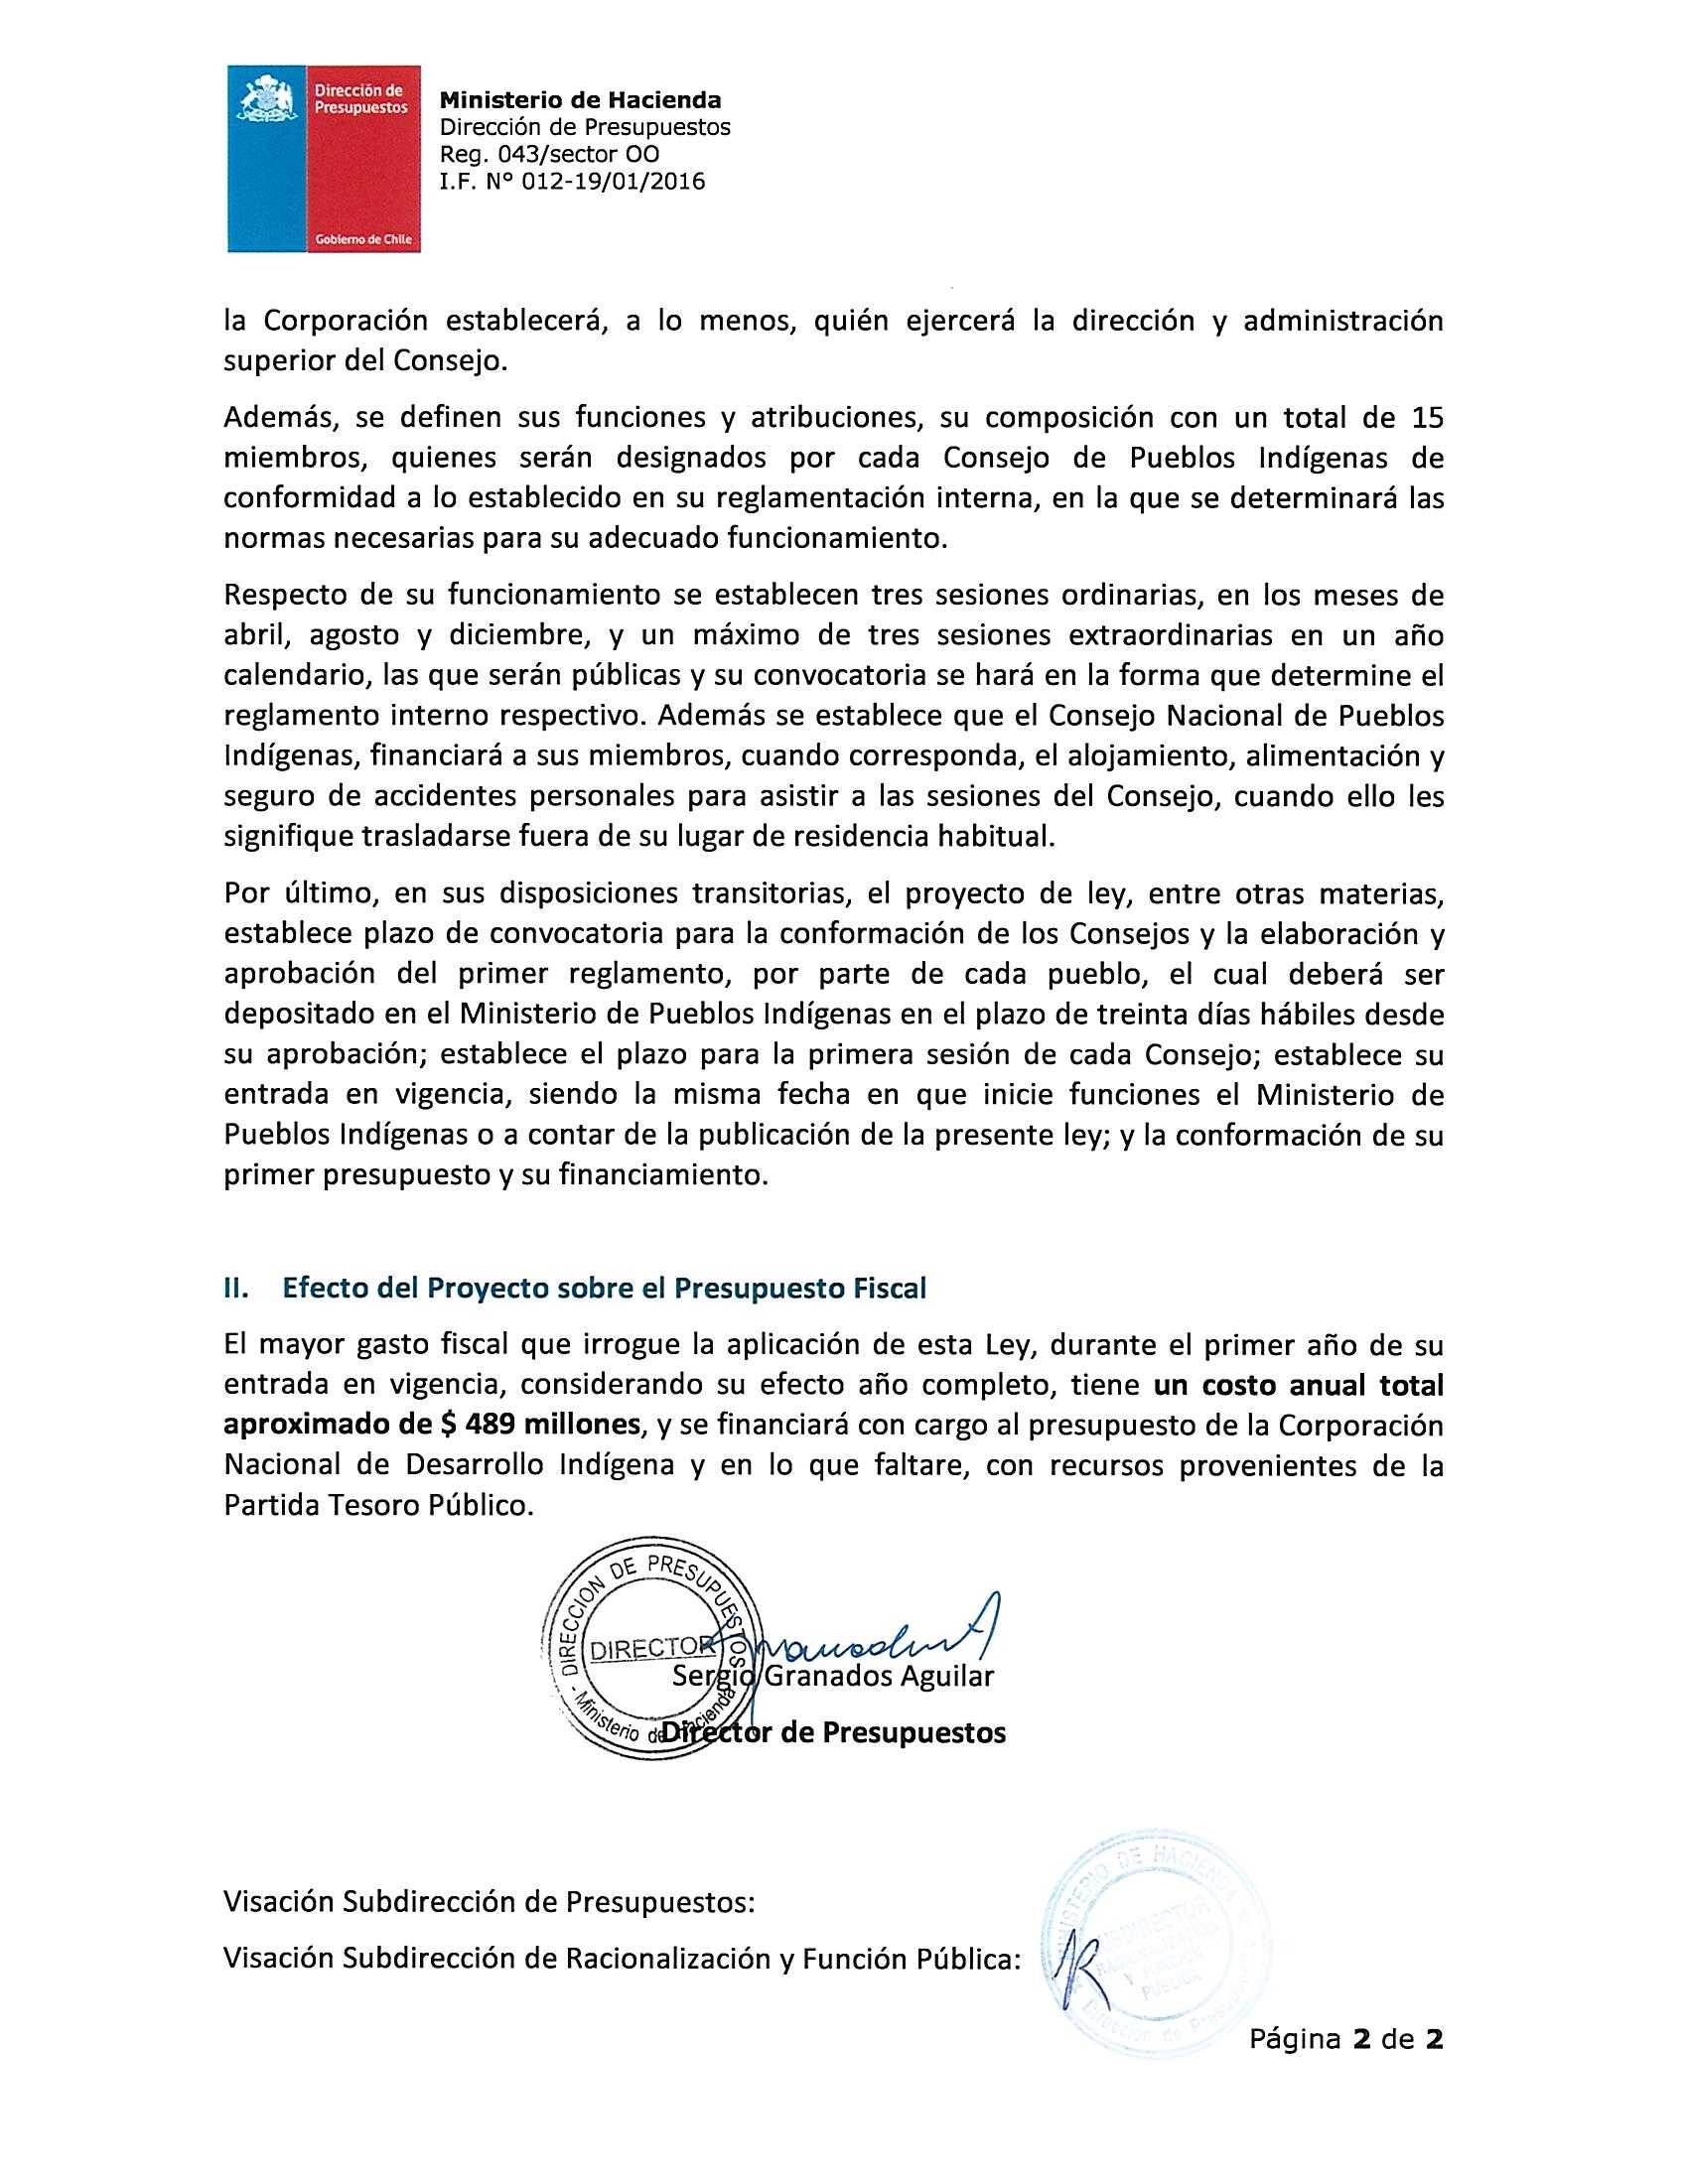 Dirección de
Presupuestos
Gobierno de Chile
Ministerio de Hacienda
Dirección de Presupuestos
Reg. 043/sector OO
I.F. N° 012-19/01/2016
la Corporación establecerá, a lo menos, quién ejercerá la dirección y administración
superior del Consejo.
Además, se definen sus funciones y atribuciones, su composición con un total de 15
miembros, quienes serán designados por cada Consejo de Pueblos Indígenas de
conformidad a lo establecido en su reglamentación interna, en la que se determinará las
normas necesarias para su adecuado funcionamiento.
Respecto de su funcionamiento se establecen tres sesiones ordinarias, en los meses de
abril, agosto y diciembre, y un máximo de tres sesiones extraordinarias en un año
calendario, las que serán públicas y su convocatoria se hará en la forma que determine el
reglamento interno respectivo. Además se establece que el Consejo Nacional de Pueblos
Indígenas, financiará a sus miembros, cuando corresponda, el alojamiento, alimentación y
seguro de accidentes personales para asistir a las sesiones del Consejo, cuando ello les
signifique trasladarse fuera de su lugar de residencia habitual.
Por último, en sus disposiciones transitorias, el proyecto de ley, entre otras materias,
establece plazo de convocatoria para la conformación de los Consejos y la elaboración y
aprobación del primer reglamento, por parte de cada pueblo, el cual deberá ser
depositado en el Ministerio de Pueblos Indígenas en el plazo de treinta días hábiles desde
su aprobación; establece el plazo para la primera sesión de cada Consejo; establece su
entrada en vigencia, siendo la misma fecha en que inicie funciones el Ministerio de
Pueblos Indígenas o a contar de la publicación de la presente ley; y la conformación de su
primer presupuesto y su financiamiento.
II. Efecto del Proyecto sobre el Presupuesto Fiscal
El mayor gasto fiscal que irrogue la aplicación de esta Ley, durante el primer año de su
entrada en vigencia, considerando su efecto año completo, tiene un costo anual total
aproximado de $ 489 millones, y se financiará con cargo al presupuesto de la Corporación
Nacional de Desarrollo Indígena y en lo que faltare, con recursos provenientes de la
Partida Tesoro Público.
DIRECCION DE PRESUPUESTOS
DIRECTOR
- Ministerio de Hacienda
Sergio Granados Aguilar
Director de Presupuestos
Visación Subdirección de Presupuestos:
Visación Subdirección de Racionalización y Función Pública:
MINISTERIO DE HACIENDA
SUBDIRECTOR
RACIONALIZACION
Y FUNCION
PUBLICA
Dirección de Presupuestos
Página 2 de 2